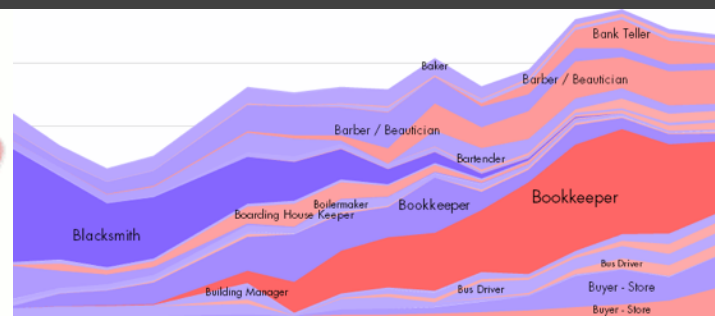 Bank Teller
Baker
Barber / Beautician
Barber / Beautician
Bartender
Bookkeeper
Boilermaker
Bookkeeper
Boarding House Keeper
Blacksmith
Bus Driver
Building Manager
Bus Driver
Buyer - Store
Buyer - Store